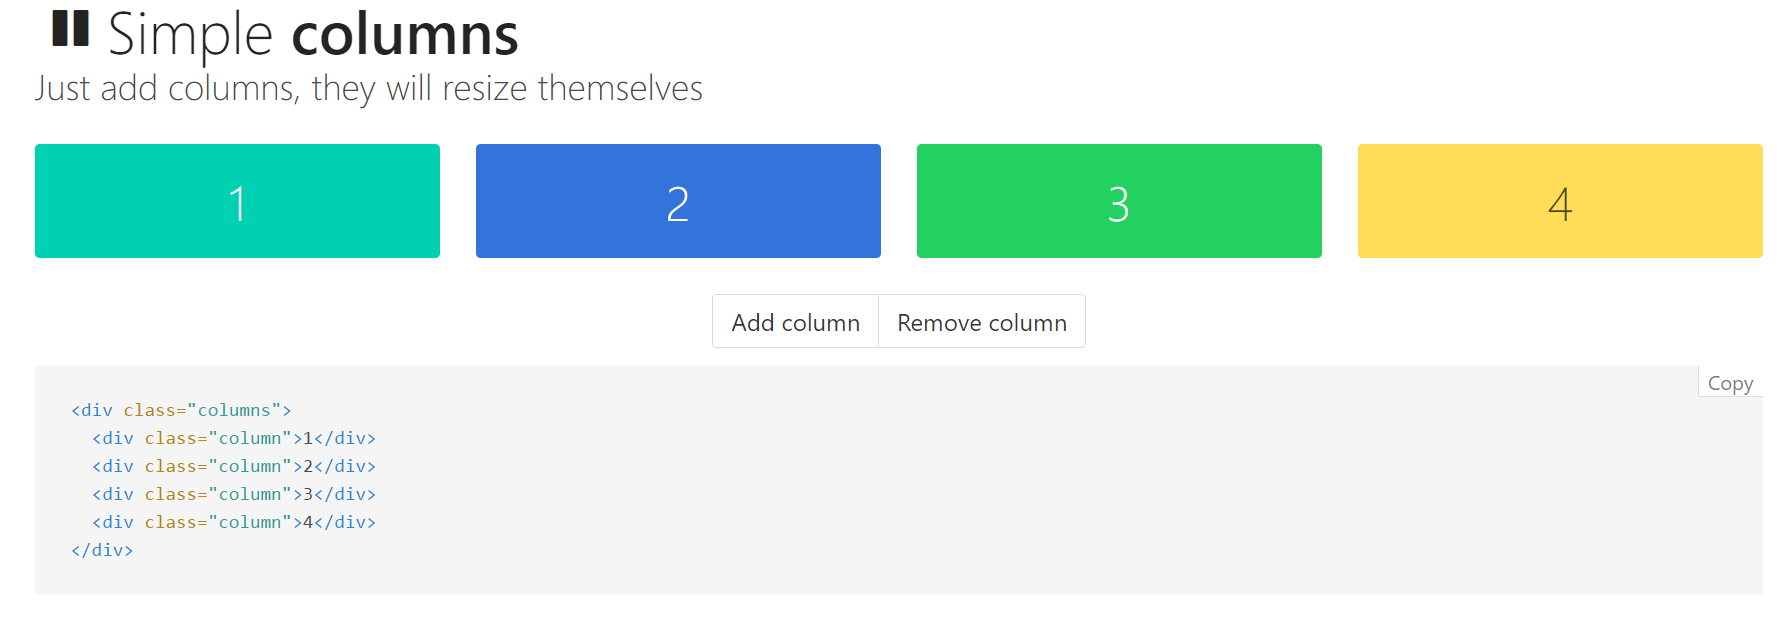 Simple columns
Just add columns, they will resize themselves
1 2 3 4
Add column Remove column
Copy
<div class="columns">
  <div class="column">1</div>
  <div class="column">2</div>
  <div class="column">3</div>
  <div class="column">4</div>
</div>